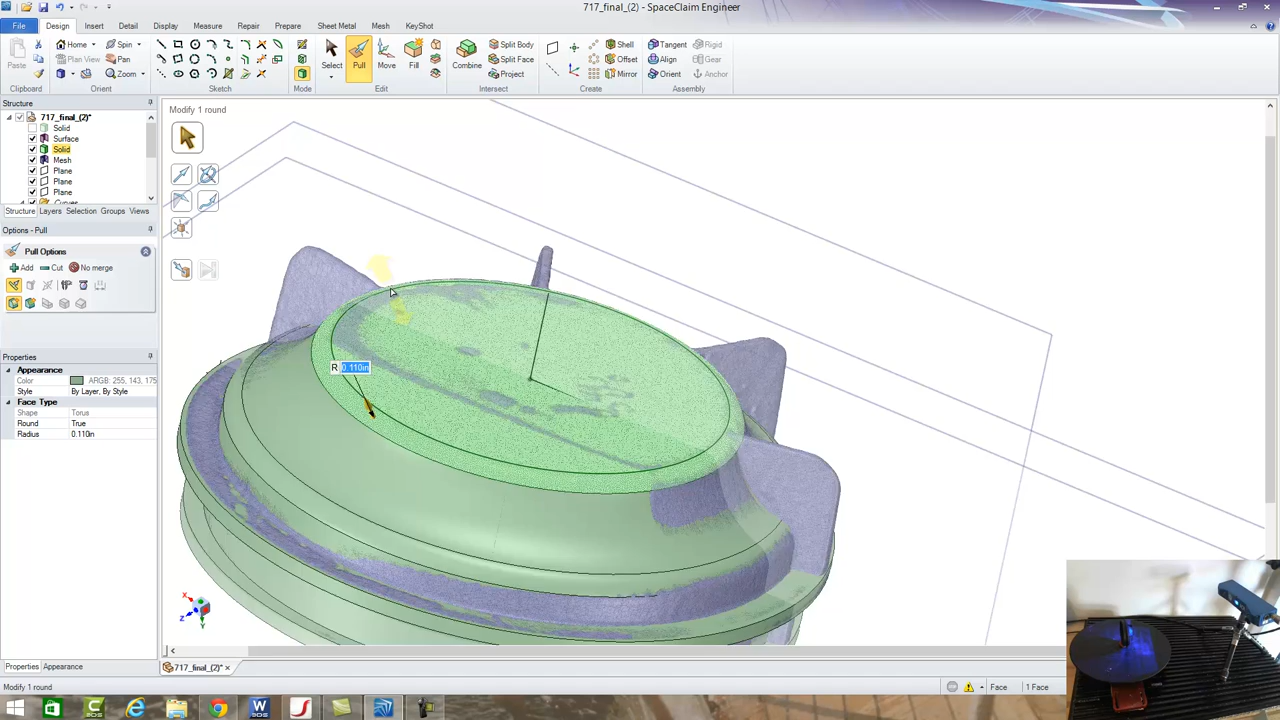 717_final_(2) - SpaceClaim Engineer
File Design Insert Detail Display Measure Repair Prepare Sheet Metal Mesh KeyShot
Paste
Clipboard
Home
Spin
Plan View
Pan
Zoom
Orient
Sketch
Mode
Select
Pull
Move
Fill
Edit
Combine
Split Body
Split Face
Project
Intersect
Shell
Offset
Mirror
Create
Tangent
Rigid
Align
Gear
Orient
Anchor
Assembly
Structure
717_final_(2)*
Solid
Surface
Solid
Mesh
Plane
Plane
Plane
Curves
Structure Layers Selection Groups Views
Options - Pull
Pull Options
Add Cut No merge
Properties
Appearance
Color ARGB: 255, 143, 175
Style By Layer, By Style
Face Type
Shape Torus
Round True
Radius 0.110in
Properties Appearance
Modify 1 round
R 0.110in
X
Z
Y
717_final_(2)*
Modify 1 round
Face 1 Face